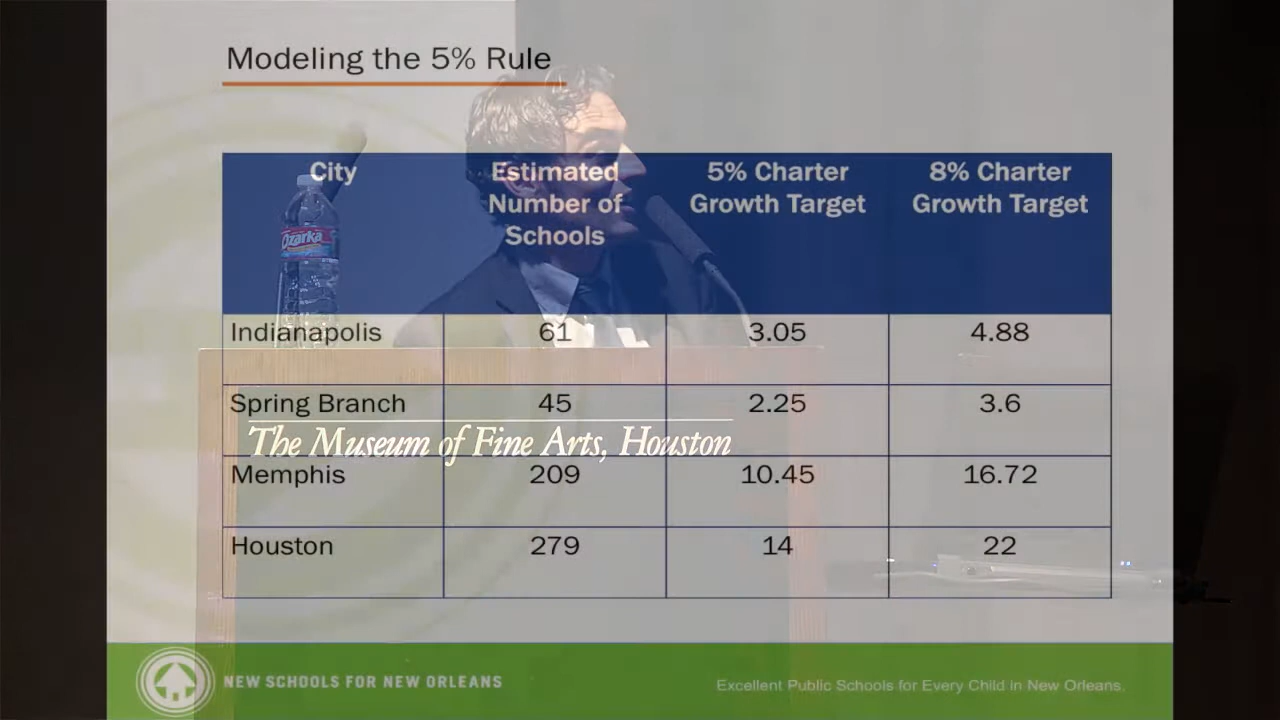 Modeling the 5% Rule
City
Estimated
Number of
Schools
5% Charter
Growth Target
8% Charter
Growth Target
Ozarka
Indianapolis 61 3.05 4.88
Spring Branch 45 2.25 3.6
The Museum of Fine Arts, Houston
Memphis 209 10.45 16.72
Houston 279 14 22
NEW SCHOOLS FOR NEW ORLEANS
Excellent Public Schools for Every Child in New Orleans.